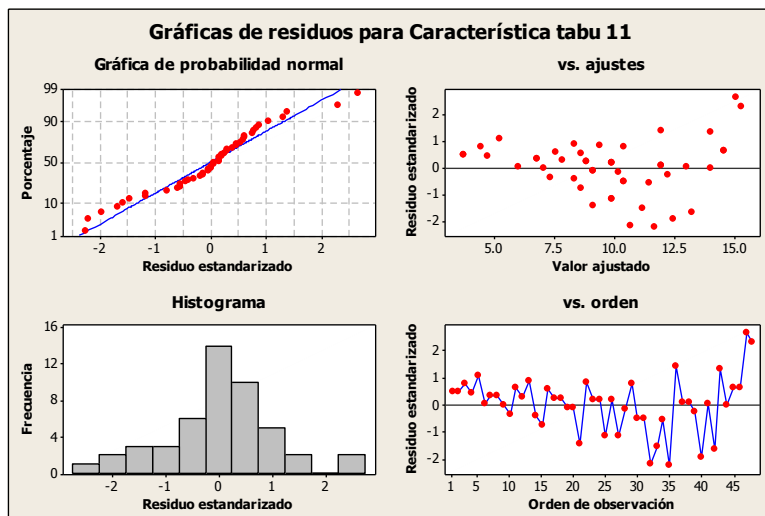 Gráficas de residuos para Característica tabu 11
Gráfica de probabilidad normal
Porcentaje
99
90
50
10
1
-2 -1 0 1 2
Residuo estandarizado
vs. ajustes
Residuo estandarizado
2
1
0
-1
-2
5.0 7.5 10.0 12.5 15.0
Valor ajustado
Histograma
Frecuencia
16
12
8
4
0
-2 -1 0 1 2
Residuo estandarizado
vs. orden
Residuo estandarizado
2
1
0
-1
-2
1 5 10 15 20 25 30 35 40 45
Orden de observación